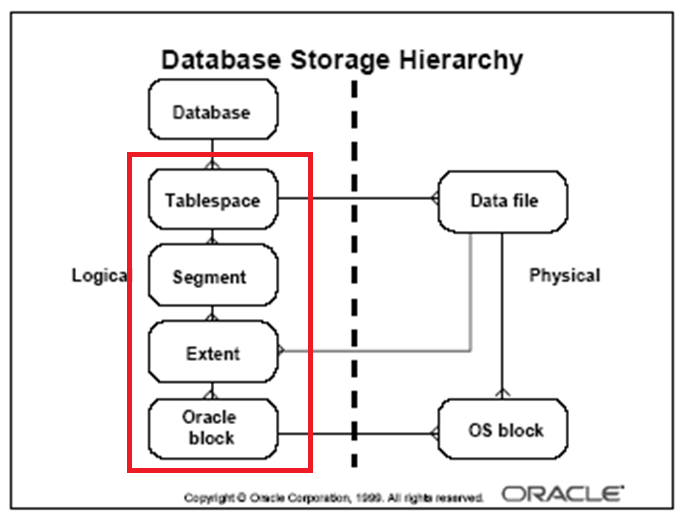 Database Storage Hierarchy
Database
Tablespace
Data file
Logical
Segment
Physical
Extent
Oracle
block
OS block
Copyright © Oracle Corporation, 1999. All rights reserved.
ORACLE